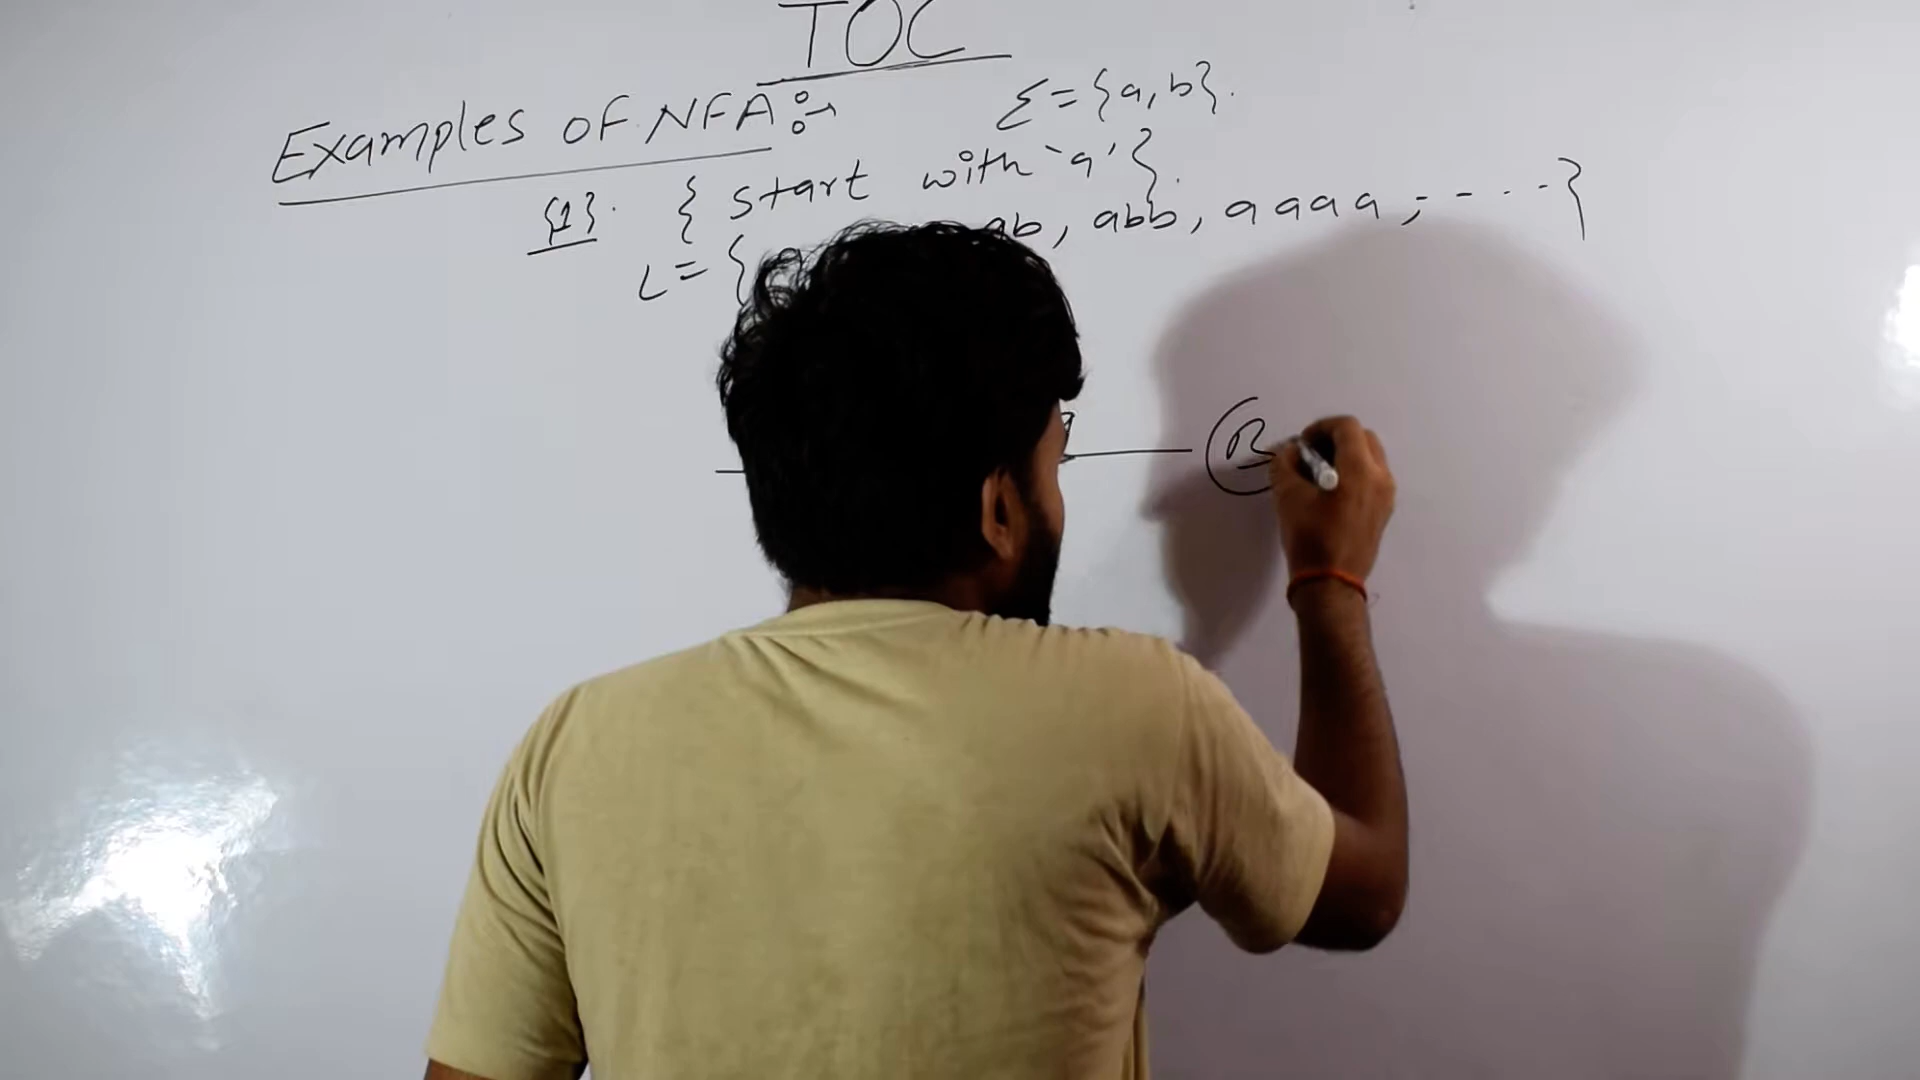 TOC
Examples of NFA:-
Σ = {a, b}.
{1}. { start with 'a' }.
L = {a ab, abb, aaaa, - - - - }
a
B